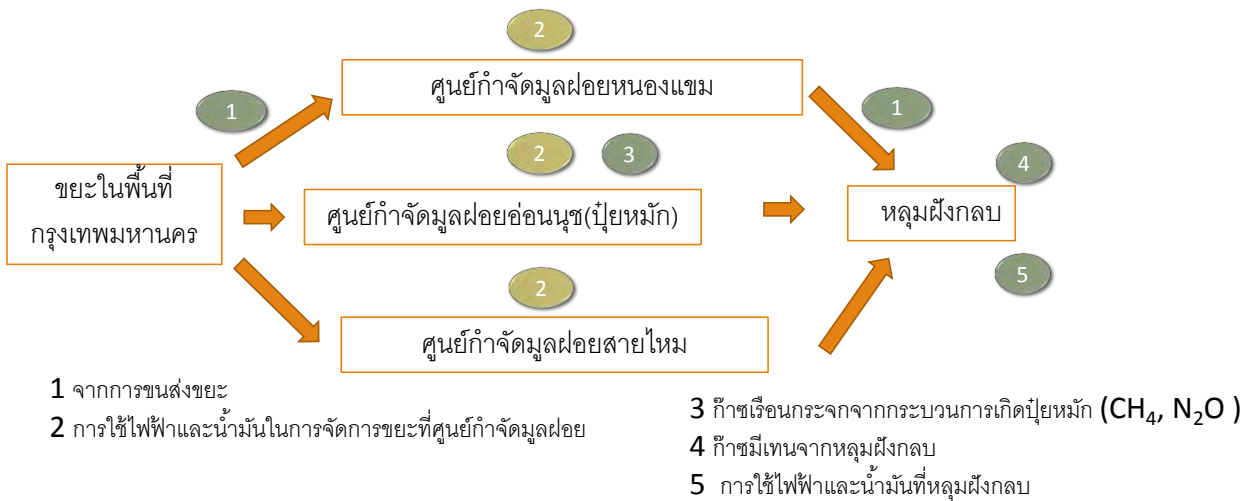 2
ศูนย์กำจัดมูลฝอยหนองแขม
1
1
2
3
4
ขยะในพื้นที่
กรุงเทพมหานคร
ศูนย์กำจัดมูลฝอยอ่อนนุช(ปุ๋ยหมัก)
หลุมฝังกลบ
2
5
ศูนย์กำจัดมูลฝอยสายไหม
1 จากการขนส่งขยะ
2 การใช้ไฟฟ้าและน้ำมันในการจัดการขยะที่ศูนย์กำจัดมูลฝอย
3 ก๊าซเรือนกระจกจากกระบวนการเกิดปุ๋ยหมัก (CH₄, N₂O )
4 ก๊าซมีเทนจากหลุมฝังกลบ
5 การใช้ไฟฟ้าและน้ำมันที่หลุมฝังกลบ